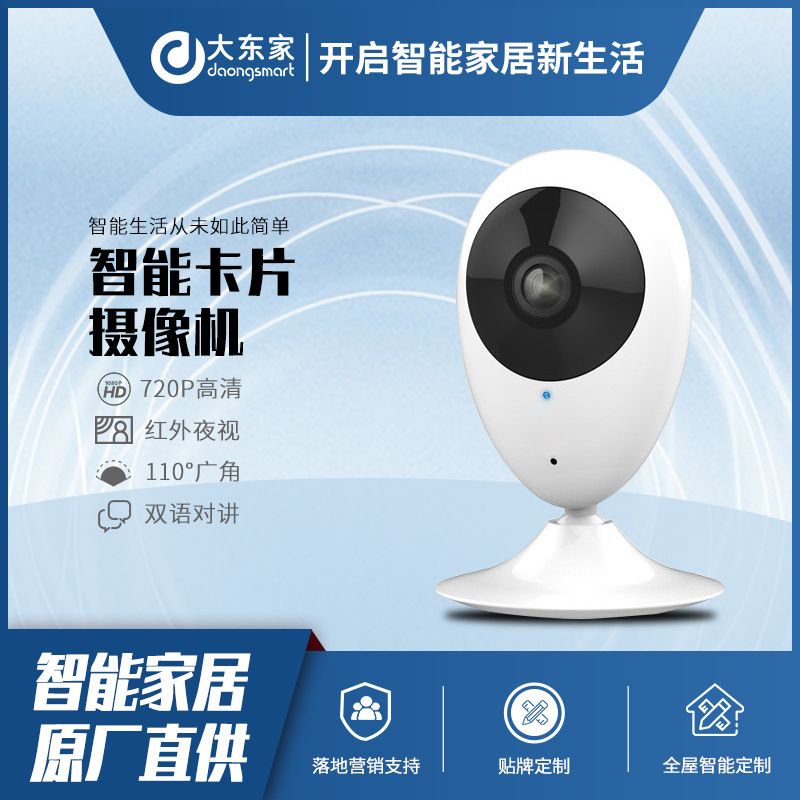 大东家
daongsmart
开启智能家居新生活
智能生活从未如此简单
智能卡片
摄像机
1080P
HD
720P高清
红外夜视
110°广角
双语对讲
智能家居
原厂直供
落地营销支持
贴牌定制
全屋智能定制